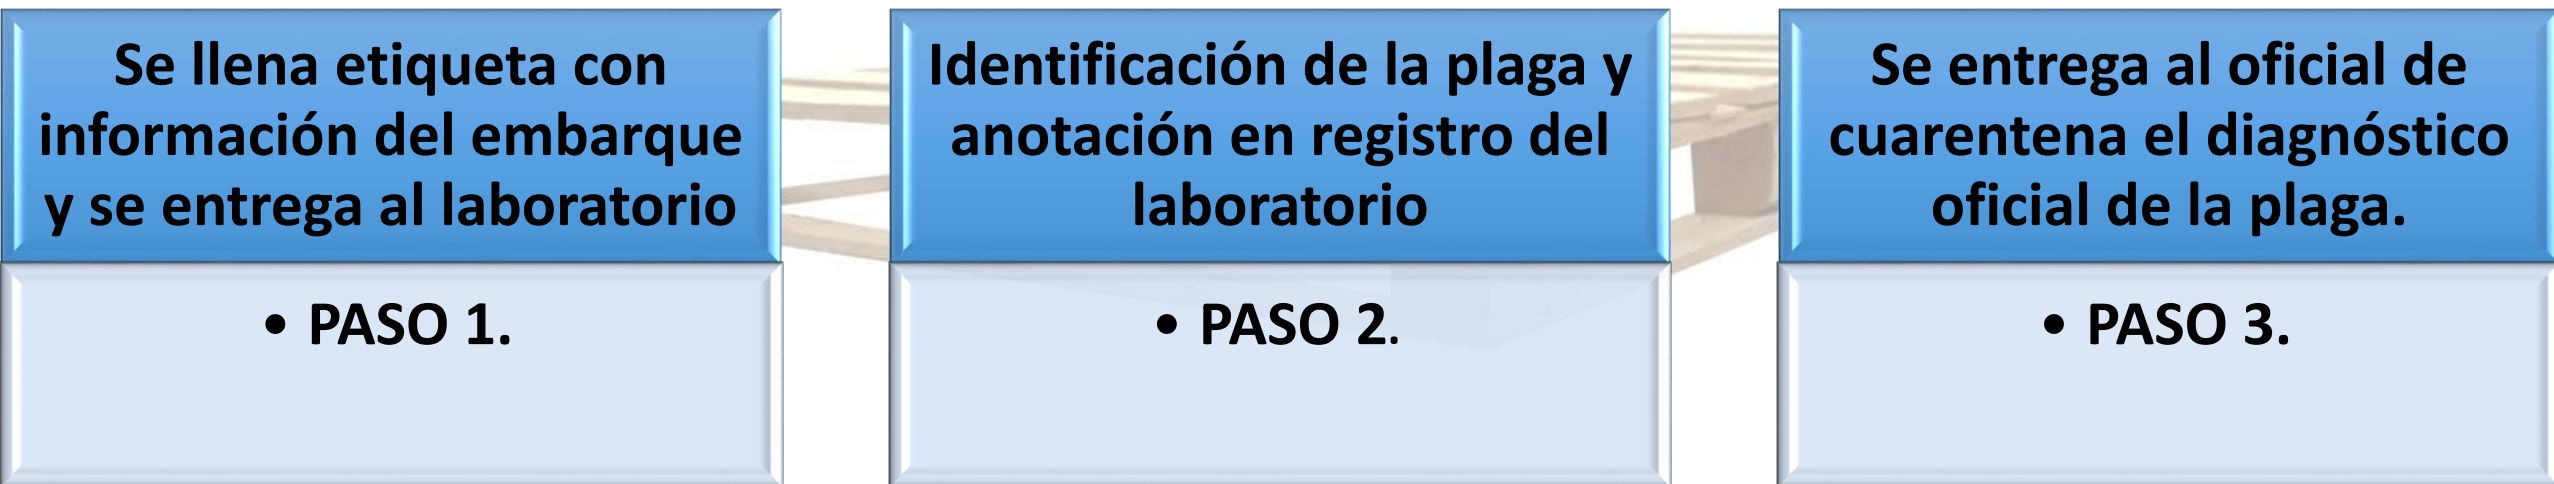 Se llena etiqueta con
información del embarque
y se entrega al laboratorio
• PASO 1.
Identificación de la plaga y
anotación en registro del
laboratorio
• PASO 2.
Se entrega al oficial de
cuarentena el diagnóstico
oficial de la plaga.
• PASO 3.